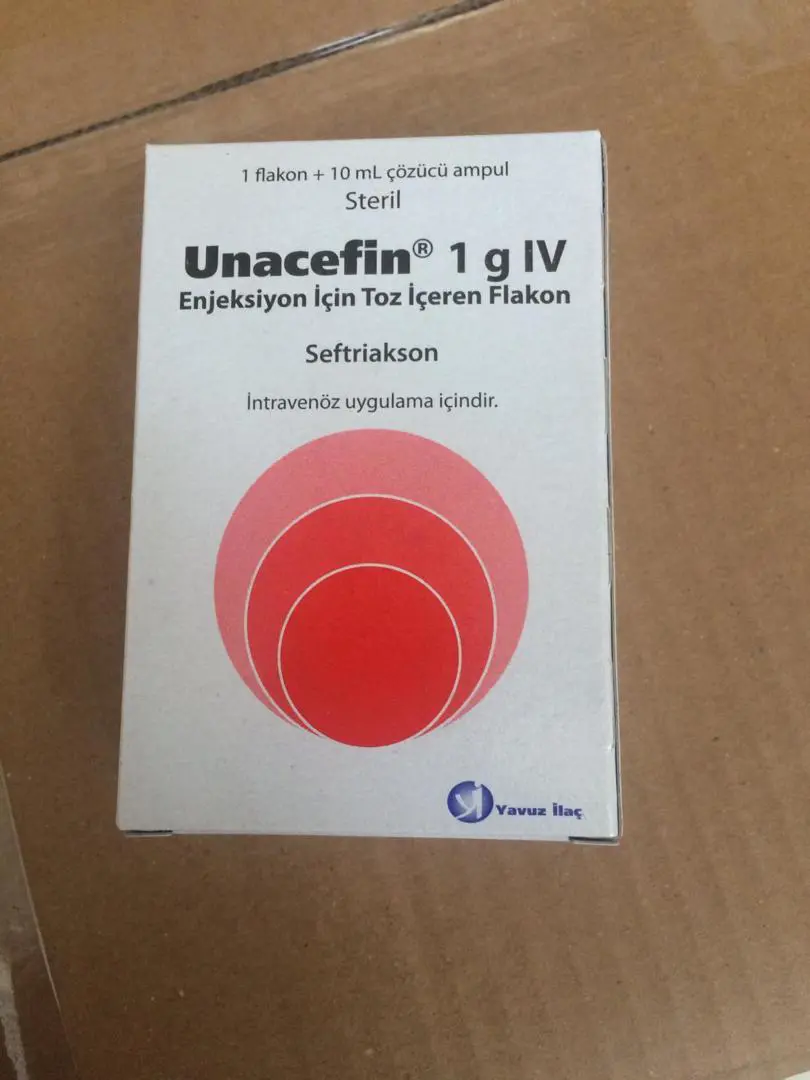 1 flakon + 10 mL çözücü ampul
Steril
Unacefin® 1 g IV
Enjeksiyon İçin Toz İçeren Flakon
Seftriakson
İntravenöz uygulama içindir.
Yİ Yavuz İlaç